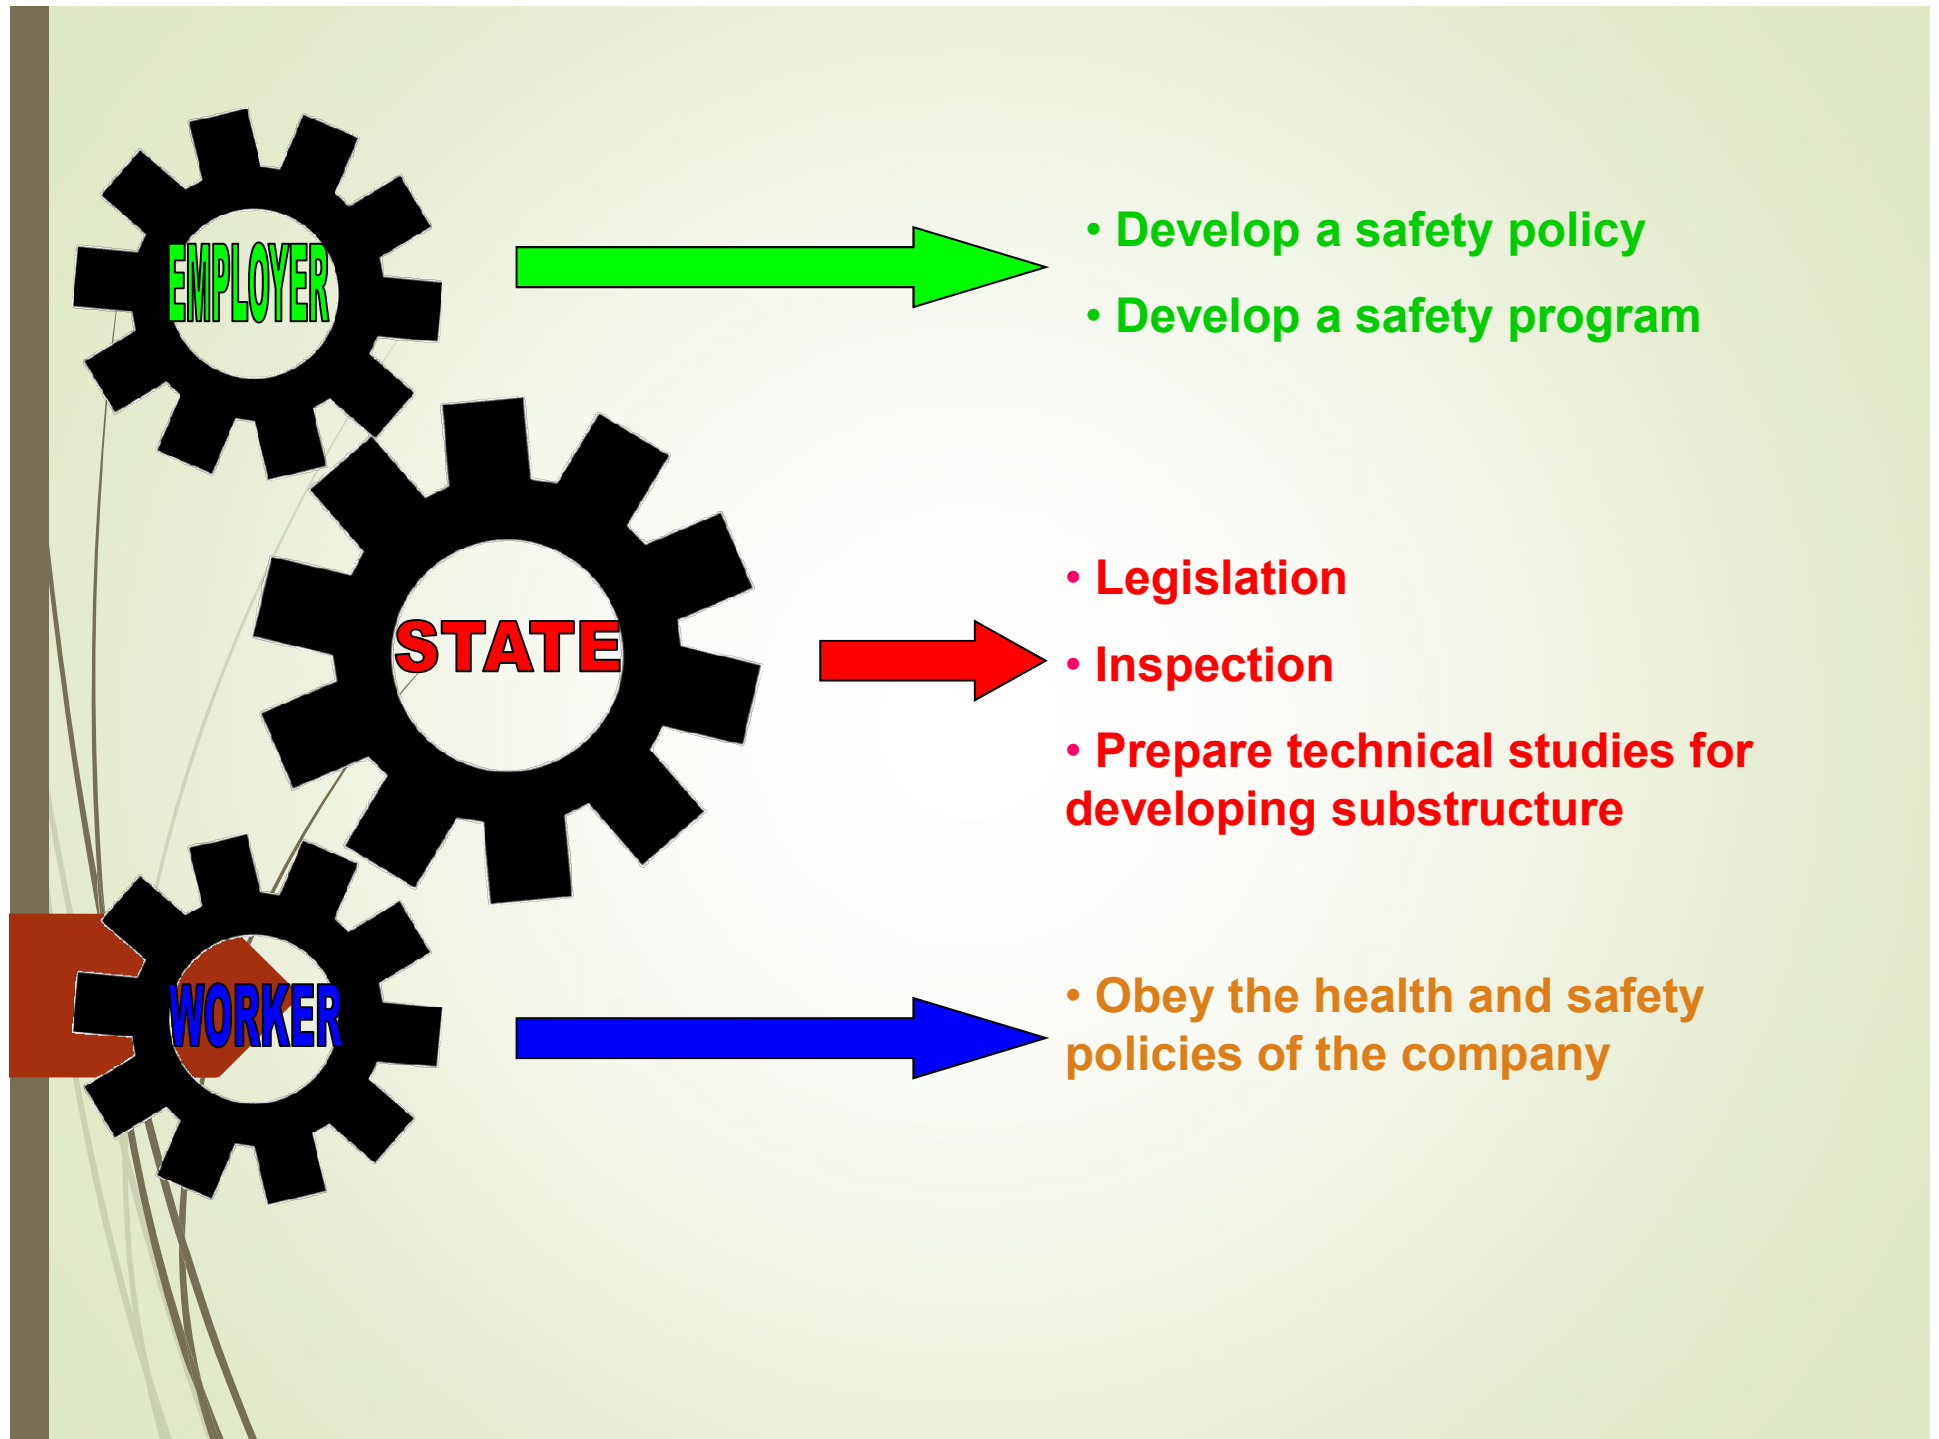 EMPLOYER
• Develop a safety policy
• Develop a safety program
STATE
• Legislation
• Inspection
• Prepare technical studies for
developing substructure
WORKER
• Obey the health and safety
policies of the company